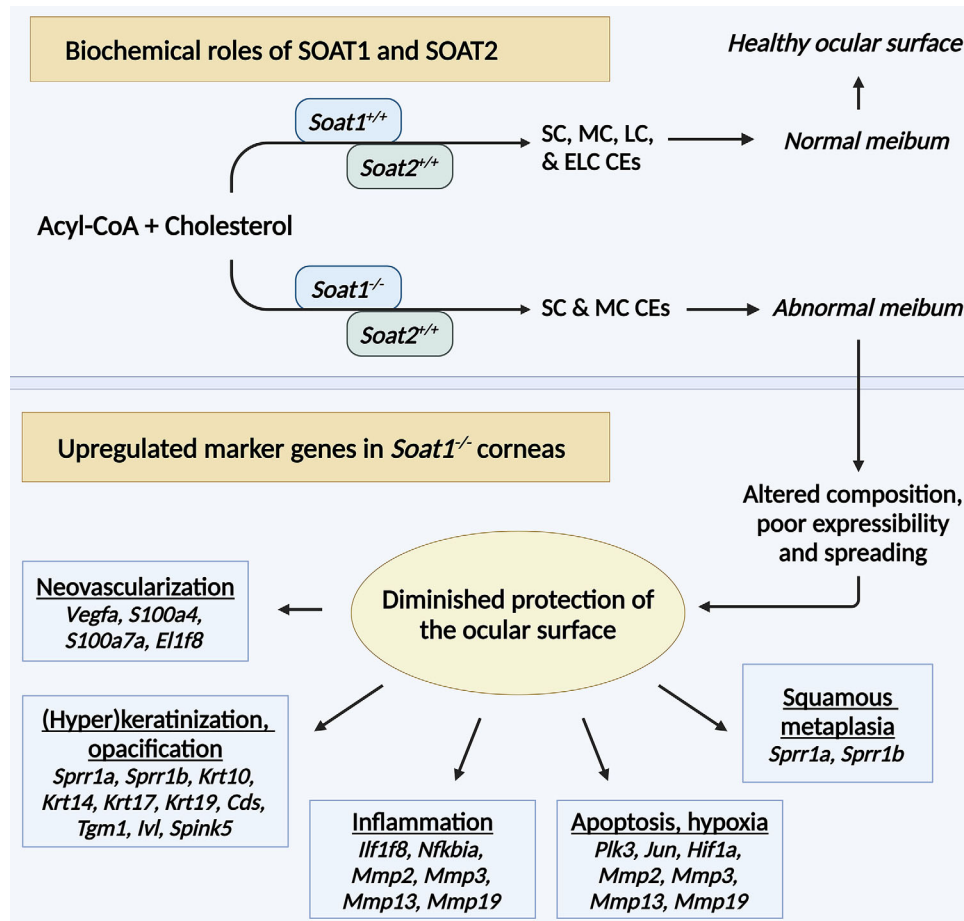 Biochemical roles of SOAT1 and SOAT2
Healthy ocular surface
Soat1+/+
Soat2+/+
SC, MC, LC,
& ELC CEs
Normal meibum
Acyl-CoA + Cholesterol
Soat1-/-
Soat2+/+
SC & MC CEs
Abnormal meibum
Upregulated marker genes in Soat1-/- corneas
Altered composition,
poor expressibility
and spreading
Diminished protection of
the ocular surface
Neovascularization
Vegfa, S100a4,
S100a7a, El1f8
(Hyper)keratinization,
opacification
Sprr1a, Sprr1b, Krt10,
Krt14, Krt17, Krt19, Cds,
Tgm1, Ivl, Spink5
Inflammation
Ilf1f8, Nfkbia,
Mmp2, Mmp3,
Mmp13, Mmp19
Apoptosis, hypoxia
Plk3, Jun, Hif1a,
Mmp2, Mmp3,
Mmp13, Mmp19
Squamous
metaplasia
Sprr1a, Sprr1b